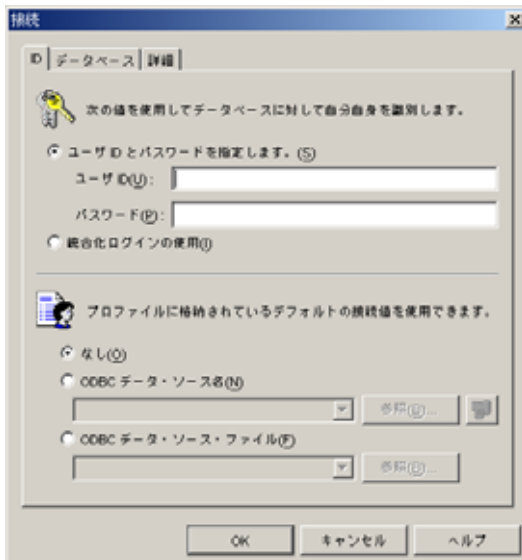 接続
ID データベース 詳細
次の値を使用してデータベースに対して自分自身を識別します。
ユーザ ID とパスワードを指定します。(S)
ユーザ ID(U):
パスワード(P):
統合化ログインの使用(I)
プロファイルに格納されているデフォルトの接続値を使用できます。
なし(O)
ODBC データ・ソース名(N)
参照(B)...
ODBC データ・ソース・ファイル(F)
参照(B)...
OK キャンセル ヘルプ